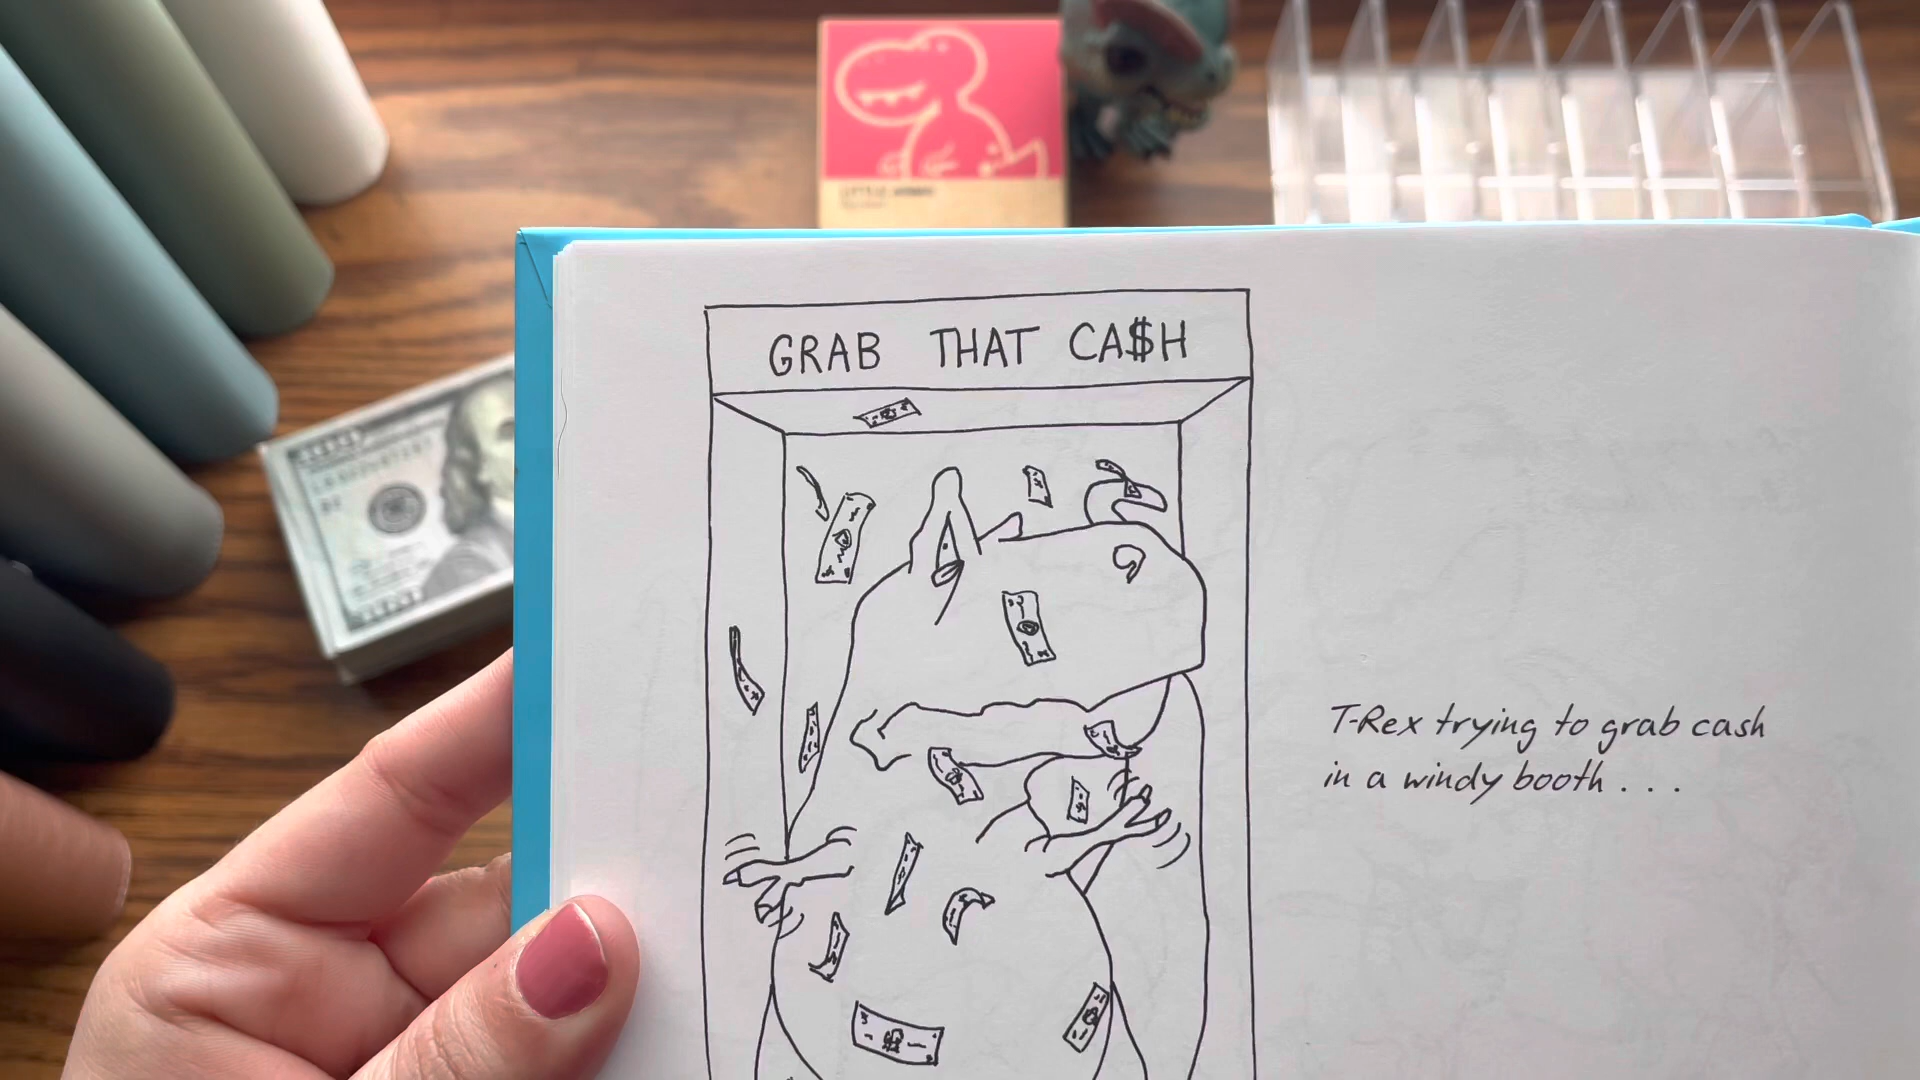 GRAB THAT CA$H
T-Rex trying to grab cash
in a windy booth . . .